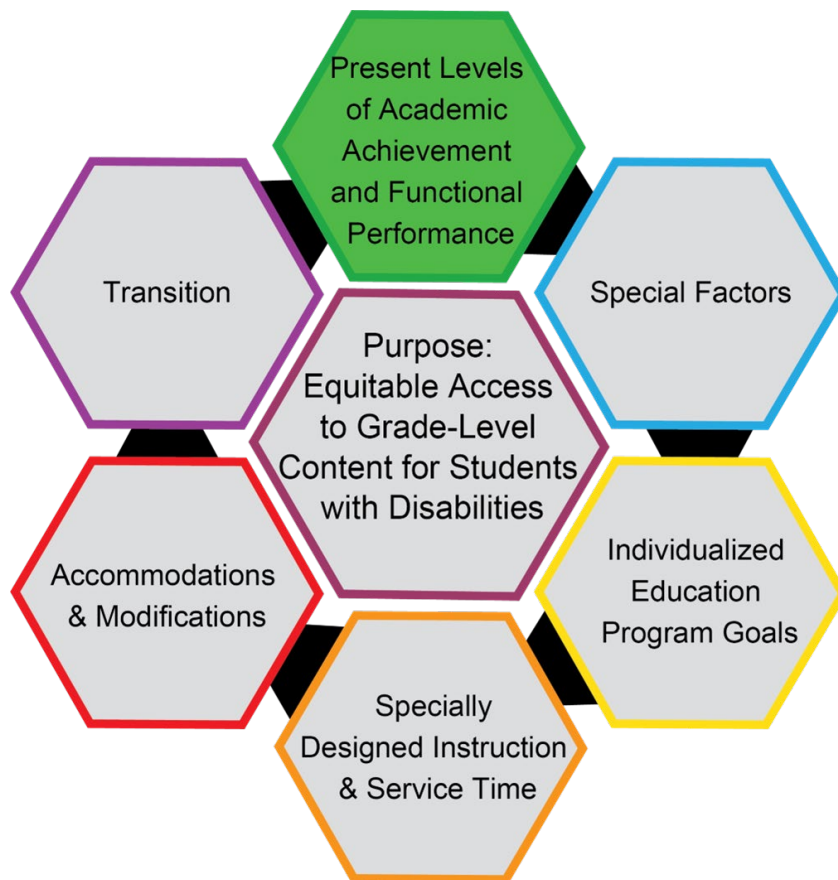 Present Levels
of Academic
Achievement
and Functional
Performance
Transition
Special Factors
Purpose:
Equitable Access
to Grade-Level
Content for Students
with Disabilities
Accommodations
& Modifications
Individualized
Education
Program Goals
Specially
Designed Instruction
& Service Time